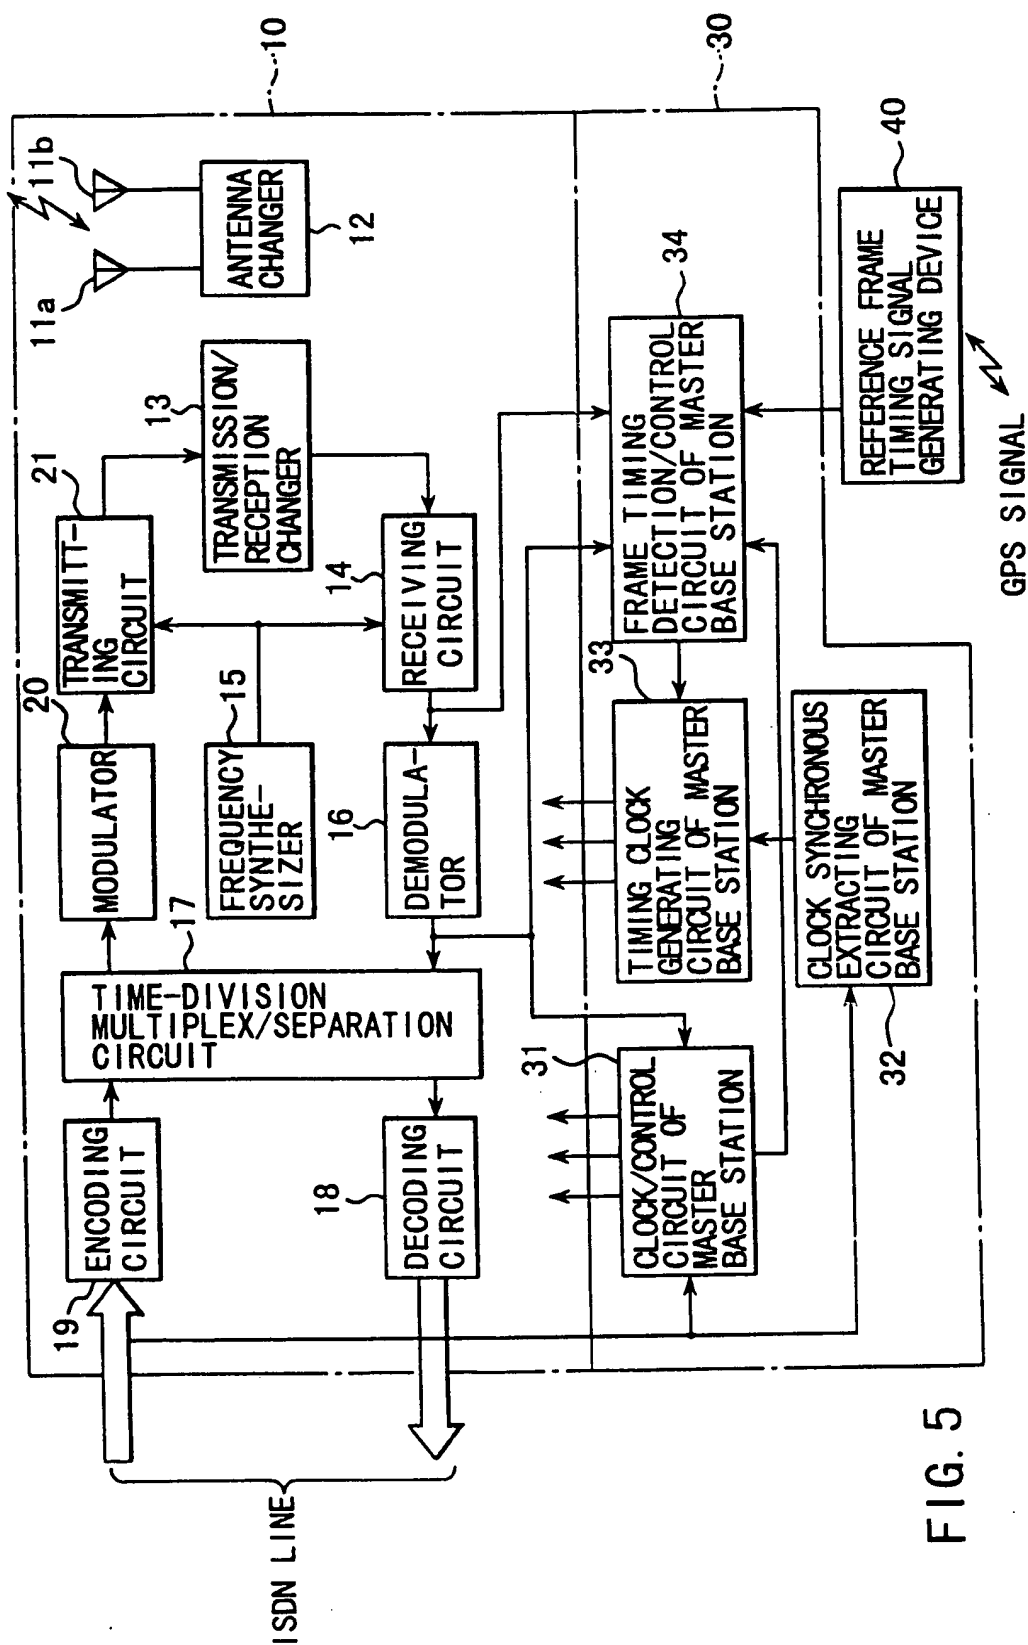 ISDN LINE
19
ENCODING
CIRCUIT
TIME-DIVISION
MULTIPLEX/SEPARATION
CIRCUIT
17
MODULATOR
20
TRANSMITT-
ING
CIRCUIT
21
11a
11b
10
ANTENNA
CHANGER
12
TRANSMISSION/
RECEPTION
CHANGER
13
FREQUENCY
SYNTHE-
SIZER
15
RECEIVING
CIRCUIT
14
DEMODULA-
TOR
16
DECODING
CIRCUIT
18
30
CLOCK/CONTROL
CIRCUIT OF
MASTER
BASE STATION
31
TIMING CLOCK
GENERATING
CIRCUIT OF MASTER
BASE STATION
33
FRAME TIMING
DETECTION/CONTROL
CIRCUIT OF MASTER
BASE STATION
34
CLOCK SYNCHRONOUS
EXTRACTING
CIRCUIT OF MASTER
BASE STATION
32
REFERENCE FRAME
TIMING SIGNAL
GENERATING DEVICE
40
GPS SIGNAL
FIG. 5